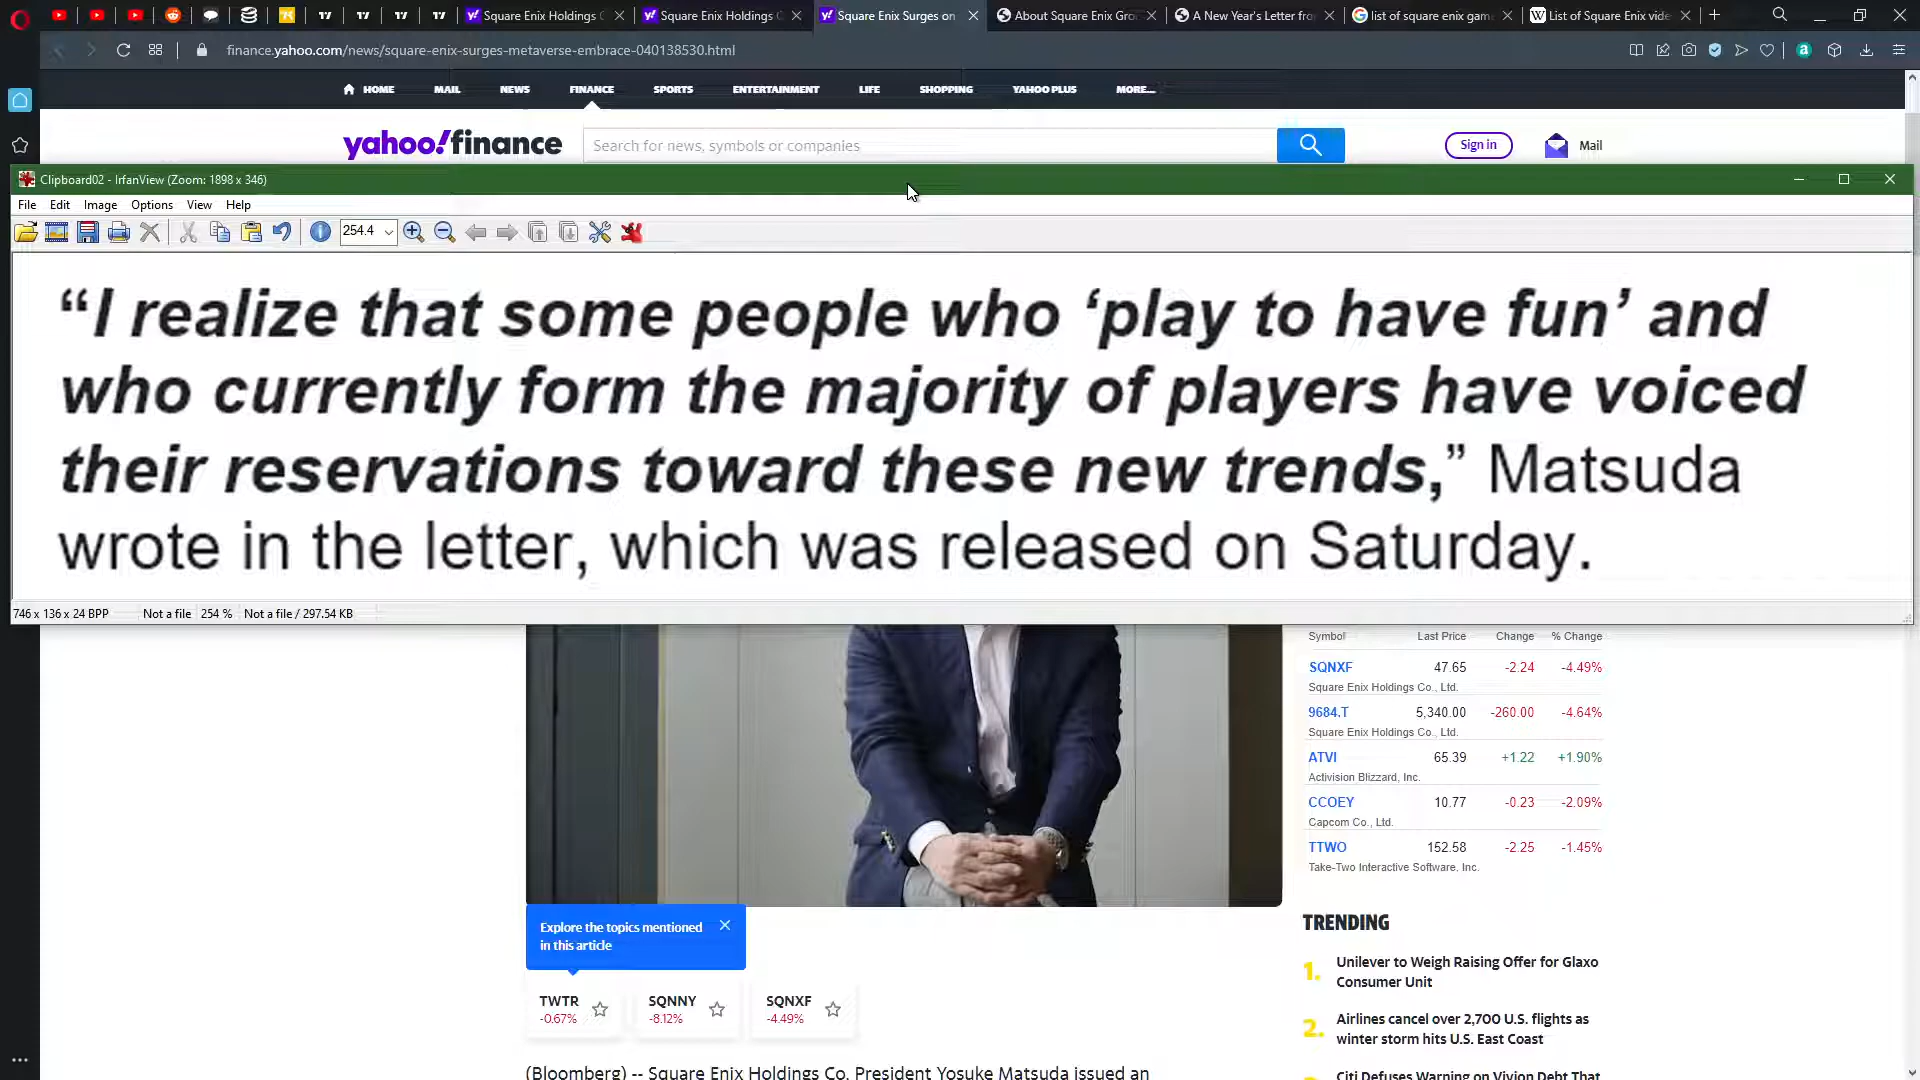 Square Enix Holdings C
Square Enix Holdings C
Square Enix Surges on
About Square Enix Gro
A New Year's Letter fro
list of square enix gam
List of Square Enix vide
finance.yahoo.com/news/square-enix-surges-metaverse-embrace-040138530.html
HOME MAIL NEWS FINANCE SPORTS ENTERTAINMENT LIFE SHOPPING YAHOO PLUS MORE...
yahoo!finance
Search for news, symbols or companies
Sign in
Mail
Clipboard02 - IrfanView (Zoom: 1898 x 346)
File Edit Image Options View Help
254.4
“I realize that some people who ‘play to have fun’ and
who currently form the majority of players have voiced
their reservations toward these new trends,” Matsuda
wrote in the letter, which was released on Saturday.
746 x 136 x 24 BPP Not a file 254 % Not a file / 297.54 KB
Symbol Last Price Change % Change
SQNXF 47.65 -2.24 -4.49%
Square Enix Holdings Co., Ltd.
9684.T 5,340.00 -260.00 -4.64%
Square Enix Holdings Co., Ltd.
ATVI 65.39 +1.22 +1.90%
Activision Blizzard, Inc.
CCOEY 10.77 -0.23 -2.09%
Capcom Co., Ltd.
TTWO 152.58 -2.25 -1.45%
Take-Two Interactive Software, Inc.
Explore the topics mentioned
in this article
TWTR SQNNY SQNXF
-0.67% -8.12% -4.49%
(Bloomberg) -- Square Enix Holdings Co. President Yosuke Matsuda issued an
TRENDING
1. Unilever to Weigh Raising Offer for Glaxo
Consumer Unit
2. Airlines cancel over 2,700 U.S. flights as
winter storm hits U.S. East Coast
Citi Defuses Warning on Vivion Debt That